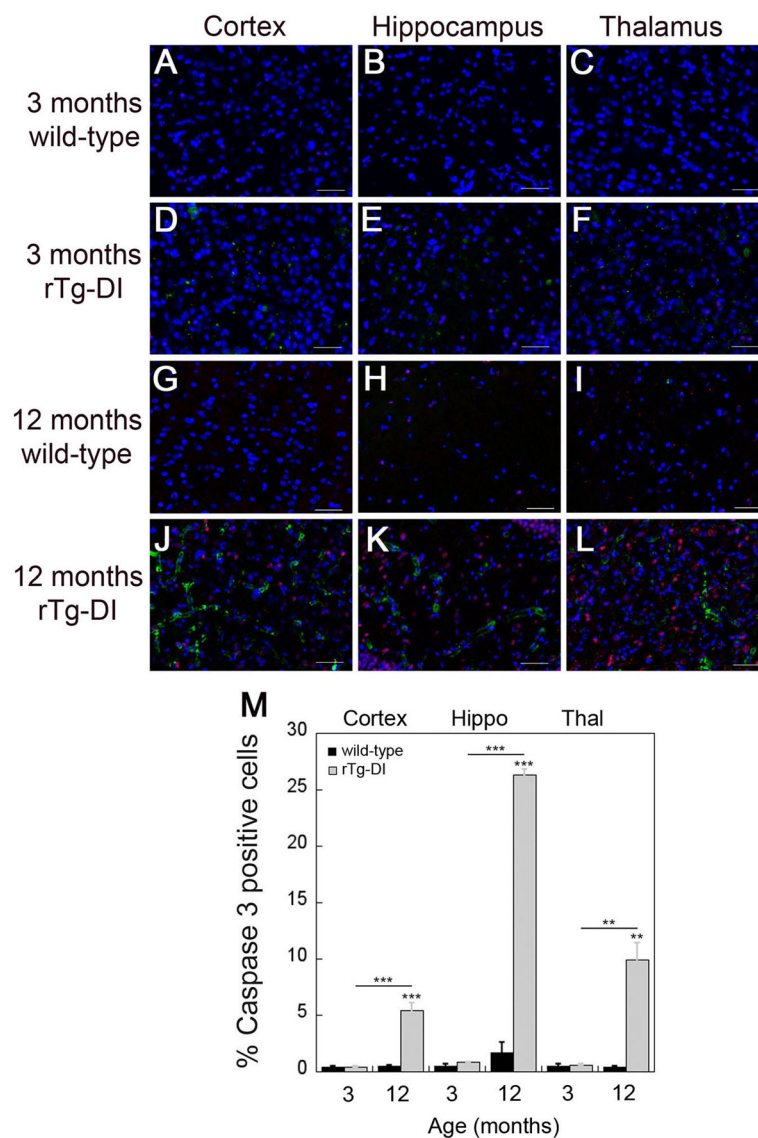 Cortex Hippocampus Thalamus
3 months
wild-type
A B C
3 months
rTg-DI
D E F
12 months
wild-type
G H I
12 months
rTg-DI
J K L
M
Cortex Hippo Thal
% Caspase 3 positive cells
30
25
20
15
10
5
0
wild-type
rTg-DI
*** *** *** *** ** **
3 12 3 12 3 12
Age (months)